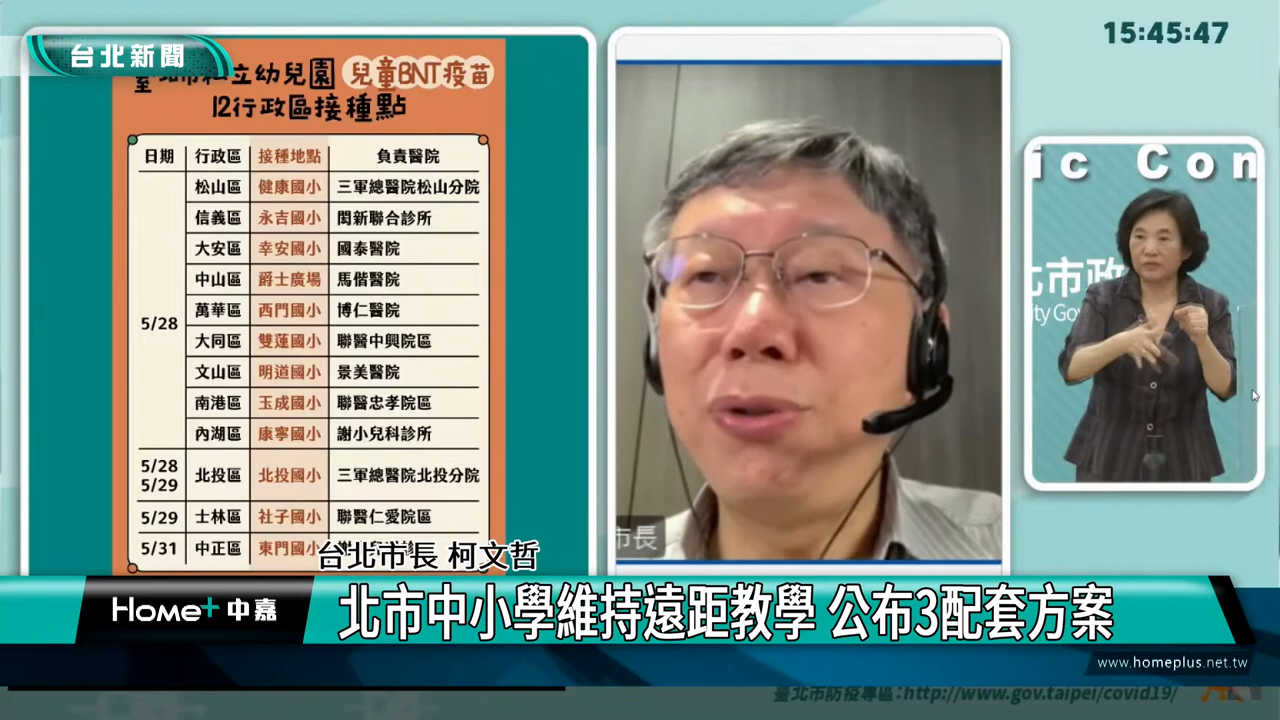 台北新聞
15:45:47
立幼兒園 兒童BNT疫苗
12行政區接種點
日期 行政區 接種地點 負責醫院
松山區 健康國小 三軍總醫院松山分院
信義區 永吉國小 閎新聯合診所
大安區 幸安國小 國泰醫院
中山區 爵士廣場 馬偕醫院
5/28 萬華區 西門國小 博仁醫院
大同區 雙蓮國小 聯醫中興院區
文山區 明道國小 景美醫院
南港區 玉成國小 聯醫忠孝院區
內湖區 康寧國小 謝小兒科診所
5/28
5/29 北投區 北投國小 三軍總醫院北投分院
5/29 士林區 社子國小 聯醫仁愛院區
5/31 中正區 東門國小
ic Con
北市政
ity Gov
市長
台北市長 柯文哲
Home+中嘉
北市中小學維持遠距教學 公布3配套方案
www.homeplus.net.tw
臺北市防疫專區:http://www.gov.taipei/covid19/